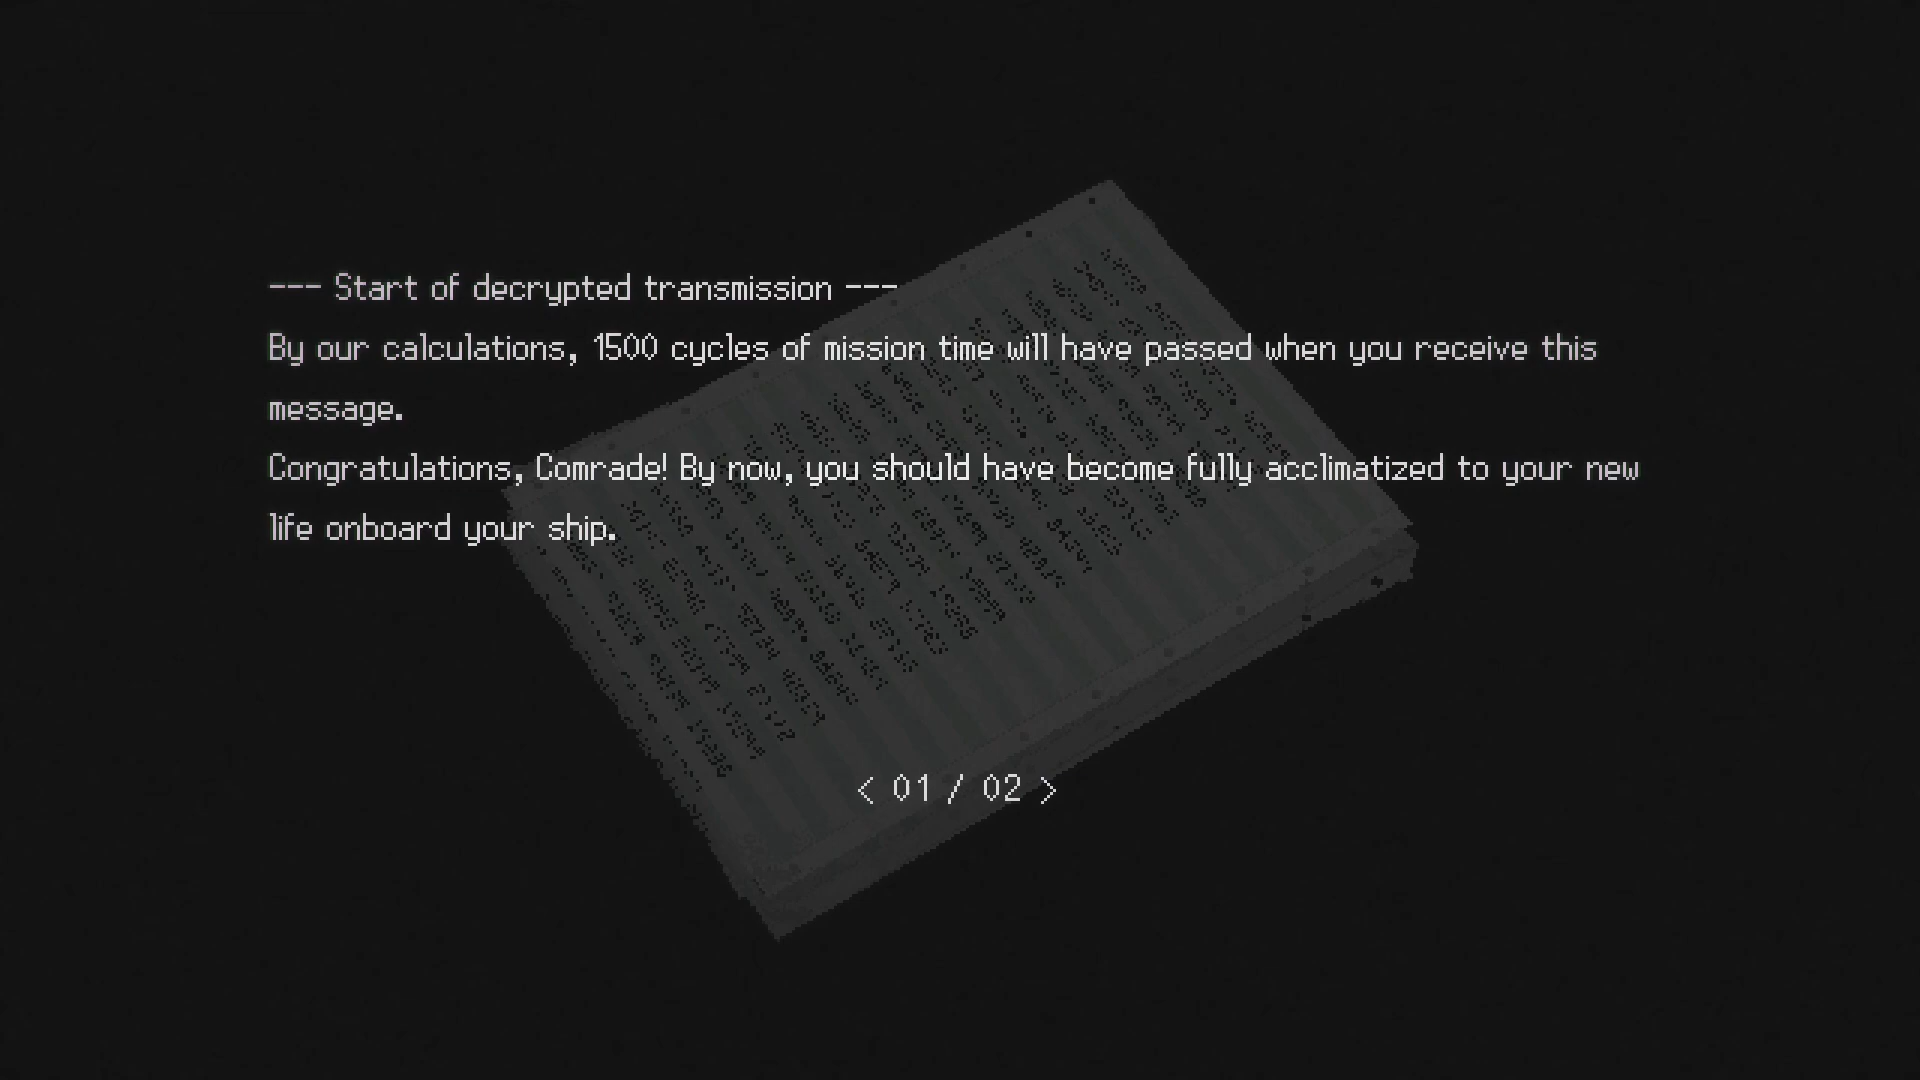 --- Start of decrypted transmission ---
By our calculations, 1500 cycles of mission time will have passed when you receive this
message.
Congratulations, Comrade! By now, you should have become fully acclimatized to your new
life onboard your ship.
< 01 / 02 >